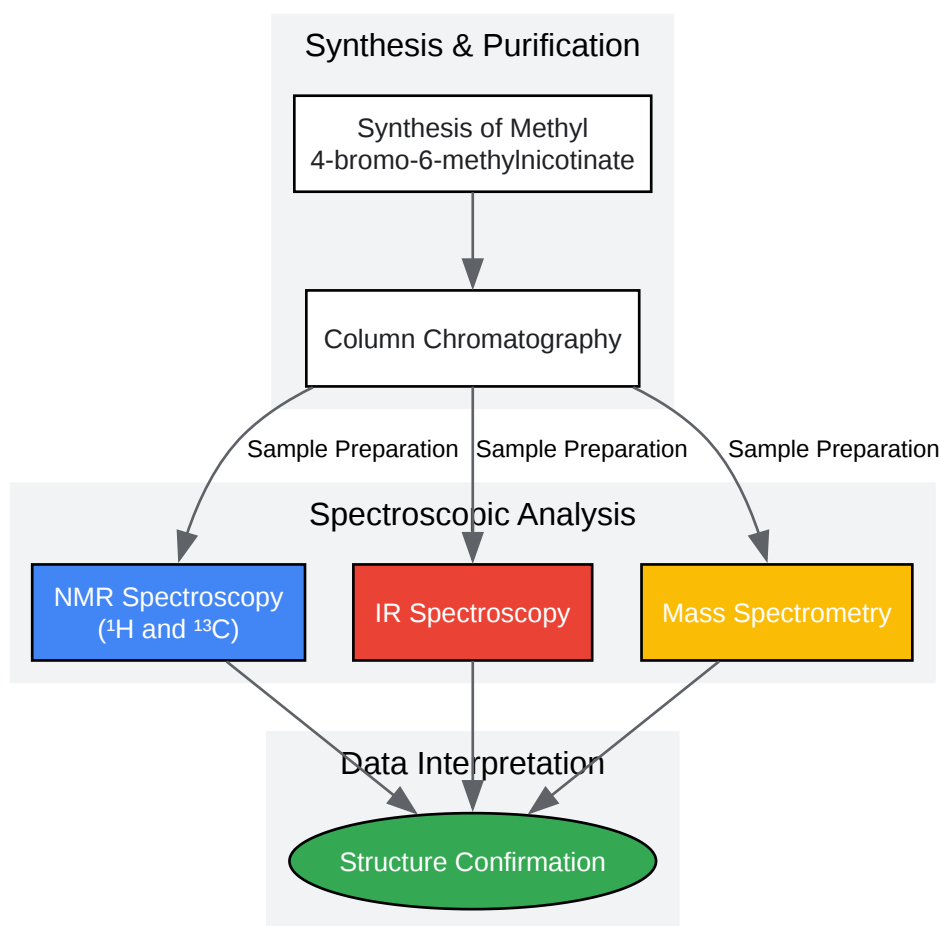 Synthesis & Purification
Synthesis of Methyl
4-bromo-6-methylnicotinate
Column Chromatography
Sample Preparation
Sample Preparation
Sample Preparation
Spectroscopic Analysis
NMR Spectroscopy
(¹H and ¹³C)
IR Spectroscopy
Mass Spectrometry
Data Interpretation
Structure Confirmation